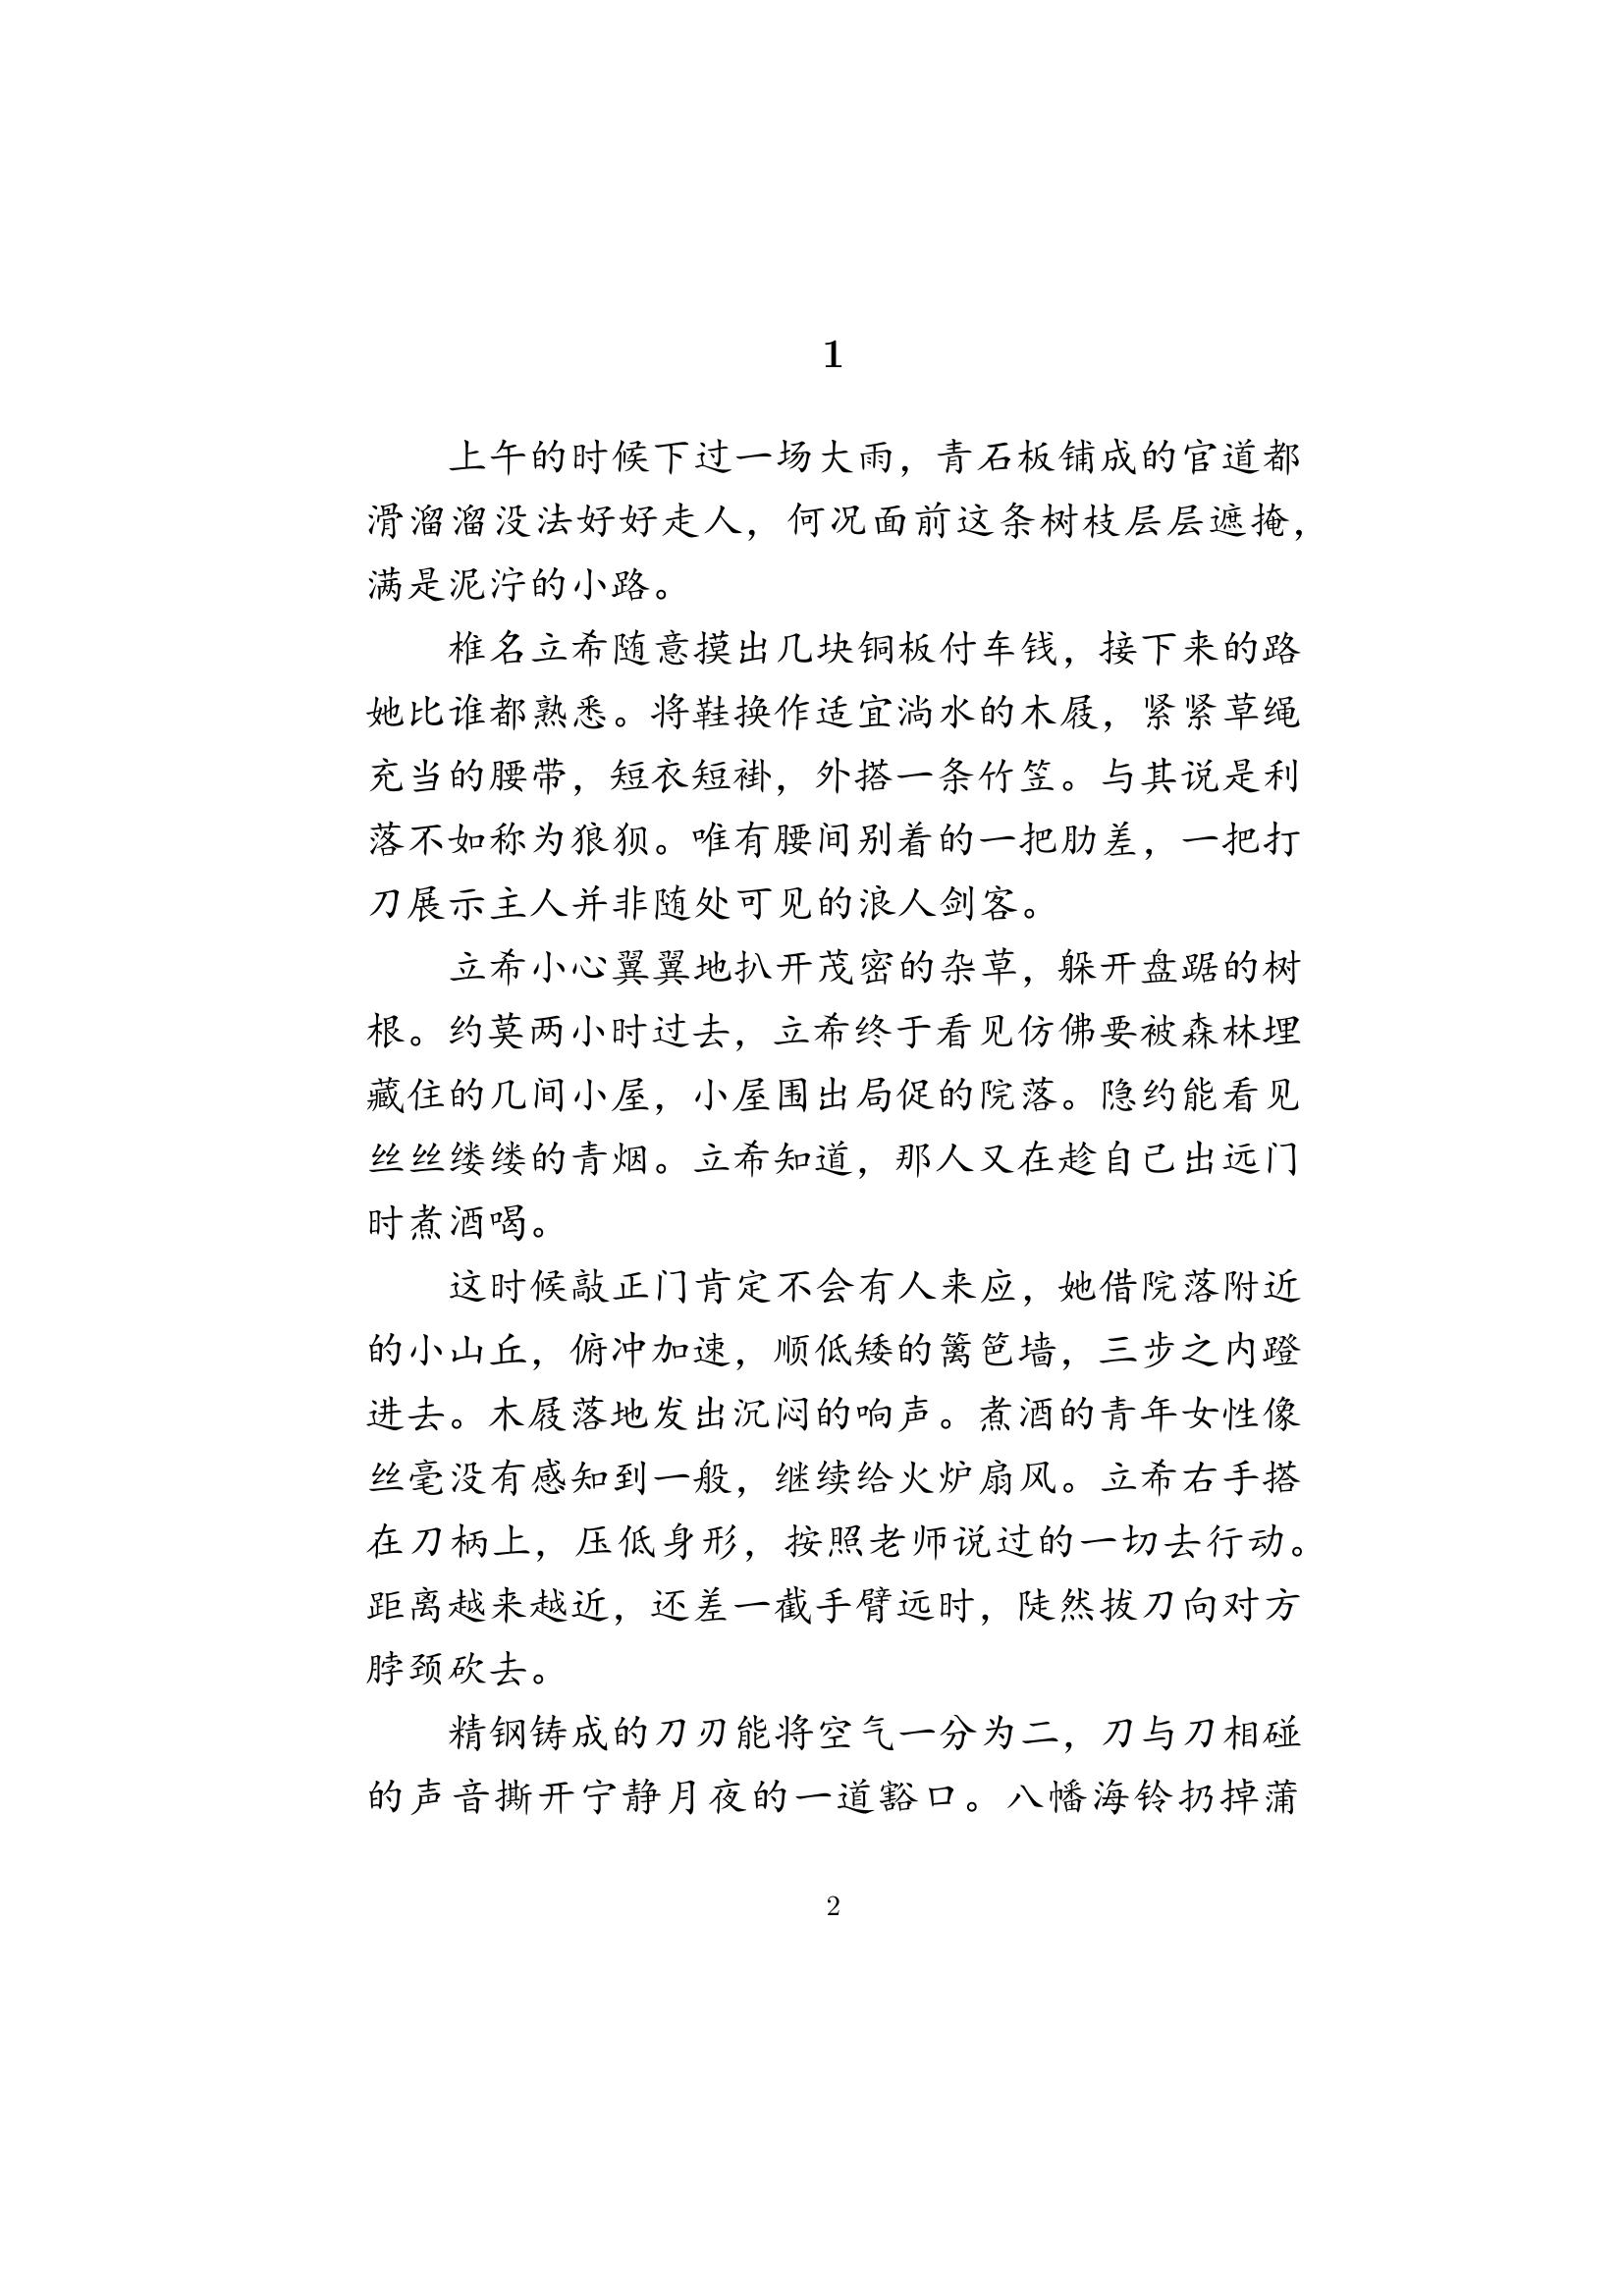 1
上午的时候下过一场大雨，青石板铺成的官道都
滑溜溜没法好好走人，何况面前这条树枝层层遮掩，
满是泥泞的小路。
椎名立希随意摸出几块铜板付车钱，接下来的路
她比谁都熟悉。将鞋换作适宜淌水的木屐，紧紧草绳
充当的腰带，短衣短褂，外搭一条竹笠。与其说是利
落不如称为狼狈。唯有腰间别着的一把肋差，一把打
刀展示主人并非随处可见的浪人剑客。
立希小心翼翼地扒开茂密的杂草，躲开盘踞的树
根。约莫两小时过去，立希终于看见仿佛要被森林埋
藏住的几间小屋，小屋围出局促的院落。隐约能看见
丝丝缕缕的青烟。立希知道，那人又在趁自己出远门
时煮酒喝。
这时候敲正门肯定不会有人来应，她借院落附近
的小山丘，俯冲加速，顺低矮的篱笆墙，三步之内蹬
进去。木屐落地发出沉闷的响声。煮酒的青年女性像
丝毫没有感知到一般，继续给火炉扇风。立希右手搭
在刀柄上，压低身形，按照老师说过的一切去行动。
距离越来越近，还差一截手臂远时，陡然拔刀向对方
脖颈砍去。
精钢铸成的刀刃能将空气一分为二，刀与刀相碰
的声音撕开宁静月夜的一道豁口。八幡海铃扔掉蒲
2